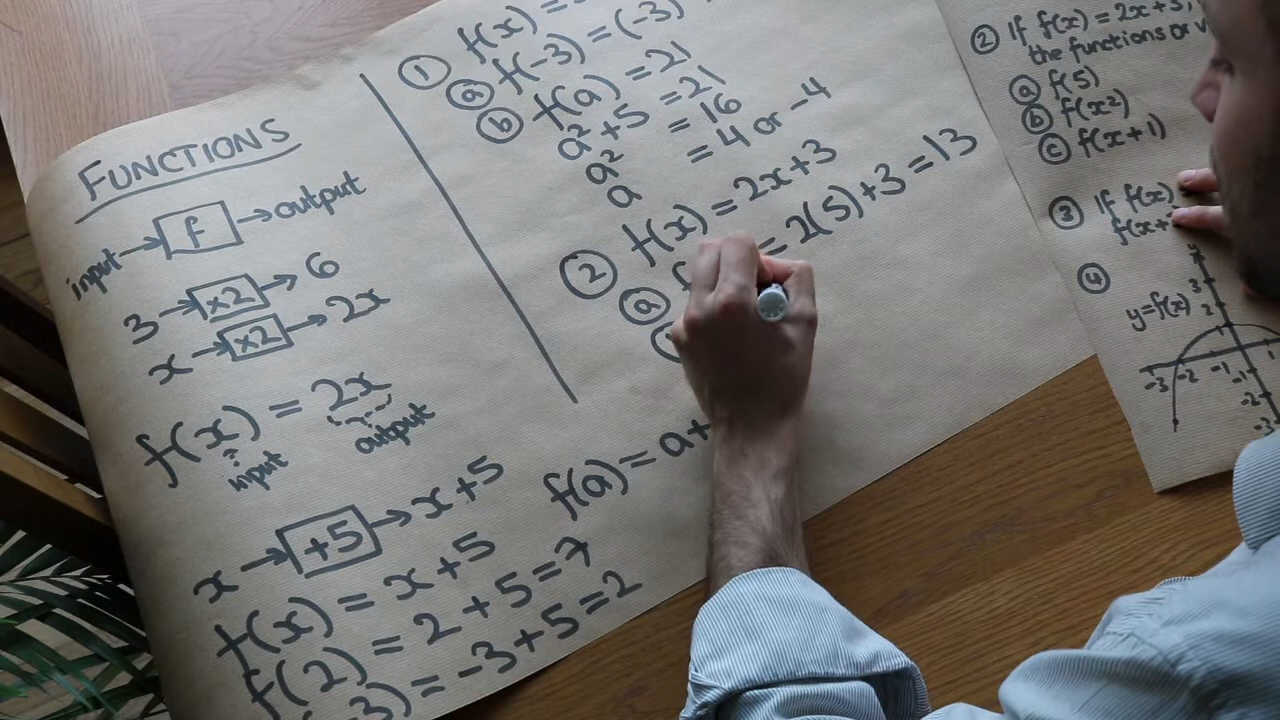 FUNCTIONS
input → f → output
3 → ×2 → 6
x → ×2 → 2x
f(x) = 2x
input output
x → +5 → x+5
f(x) = x+5
f(2) = 2+5=7
3) = -3+5=2
f(a) = a+
① f(x) =
ⓐ f(-3) = (-3)
ⓑ f(a) = 21
a²+5 = 21
a² = 16
a = 4 or -4
② f(x) = 2x+3
ⓐ = 2(5)+3 = 13
② If f(x) = 2x+3,
the functions or
ⓐ f(5)
ⓑ f(x²)
ⓒ f(x+1)
③ If f(x)
f(x+
④
y=f(x)
3
2
1
-3 -2 -1 1
-1
-2
-3